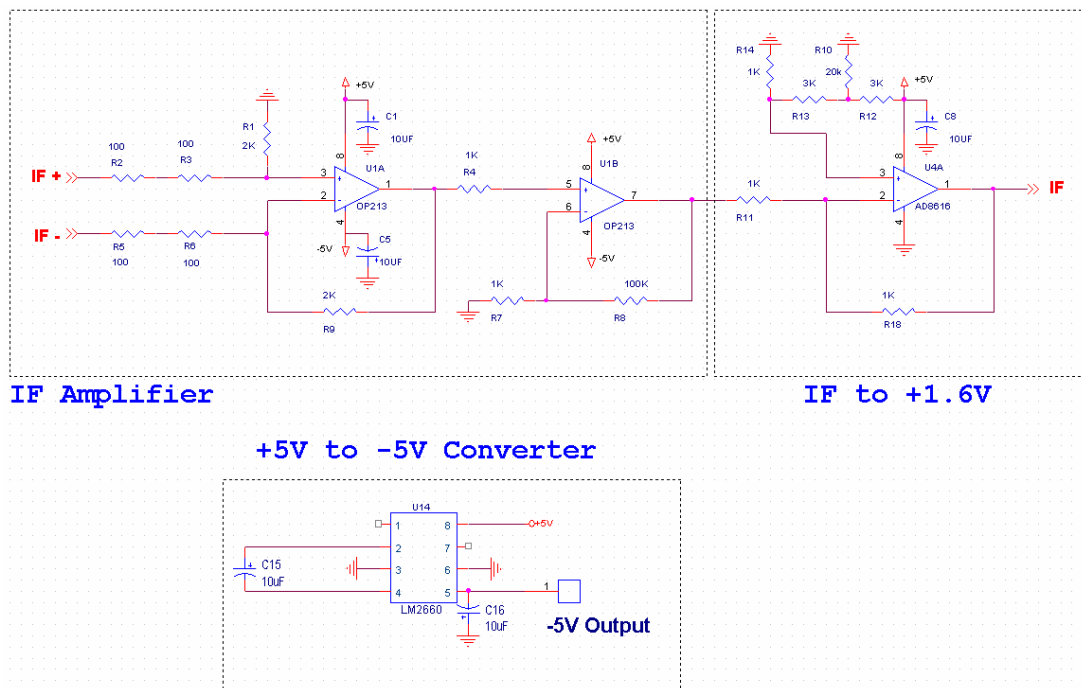 R14
1K
R10
20k
3K
R13
3K
R12
+5V
C8
10UF
8
U4A
3
+
2
-
1
AD8616
4
IF
1K
R11
1K
R18
+5V
C1
10UF
R1
2K
8
U1A
IF +
100
R2
100
R3
3
+
2
-
1
OP213
4
-5V
C5
10UF
IF -
R5
100
R6
100
2K
R9
1K
R4
+5V
8
U1B
5
+
6
-
7
OP213
4
-5V
1K
R7
100K
R8
IF Amplifier
IF to +1.6V
+5V to -5V Converter
U14
1
2
3
4
8
7
6
5
+5V
LM2660
C15
10uF
C16
10uF
1
-5V Output